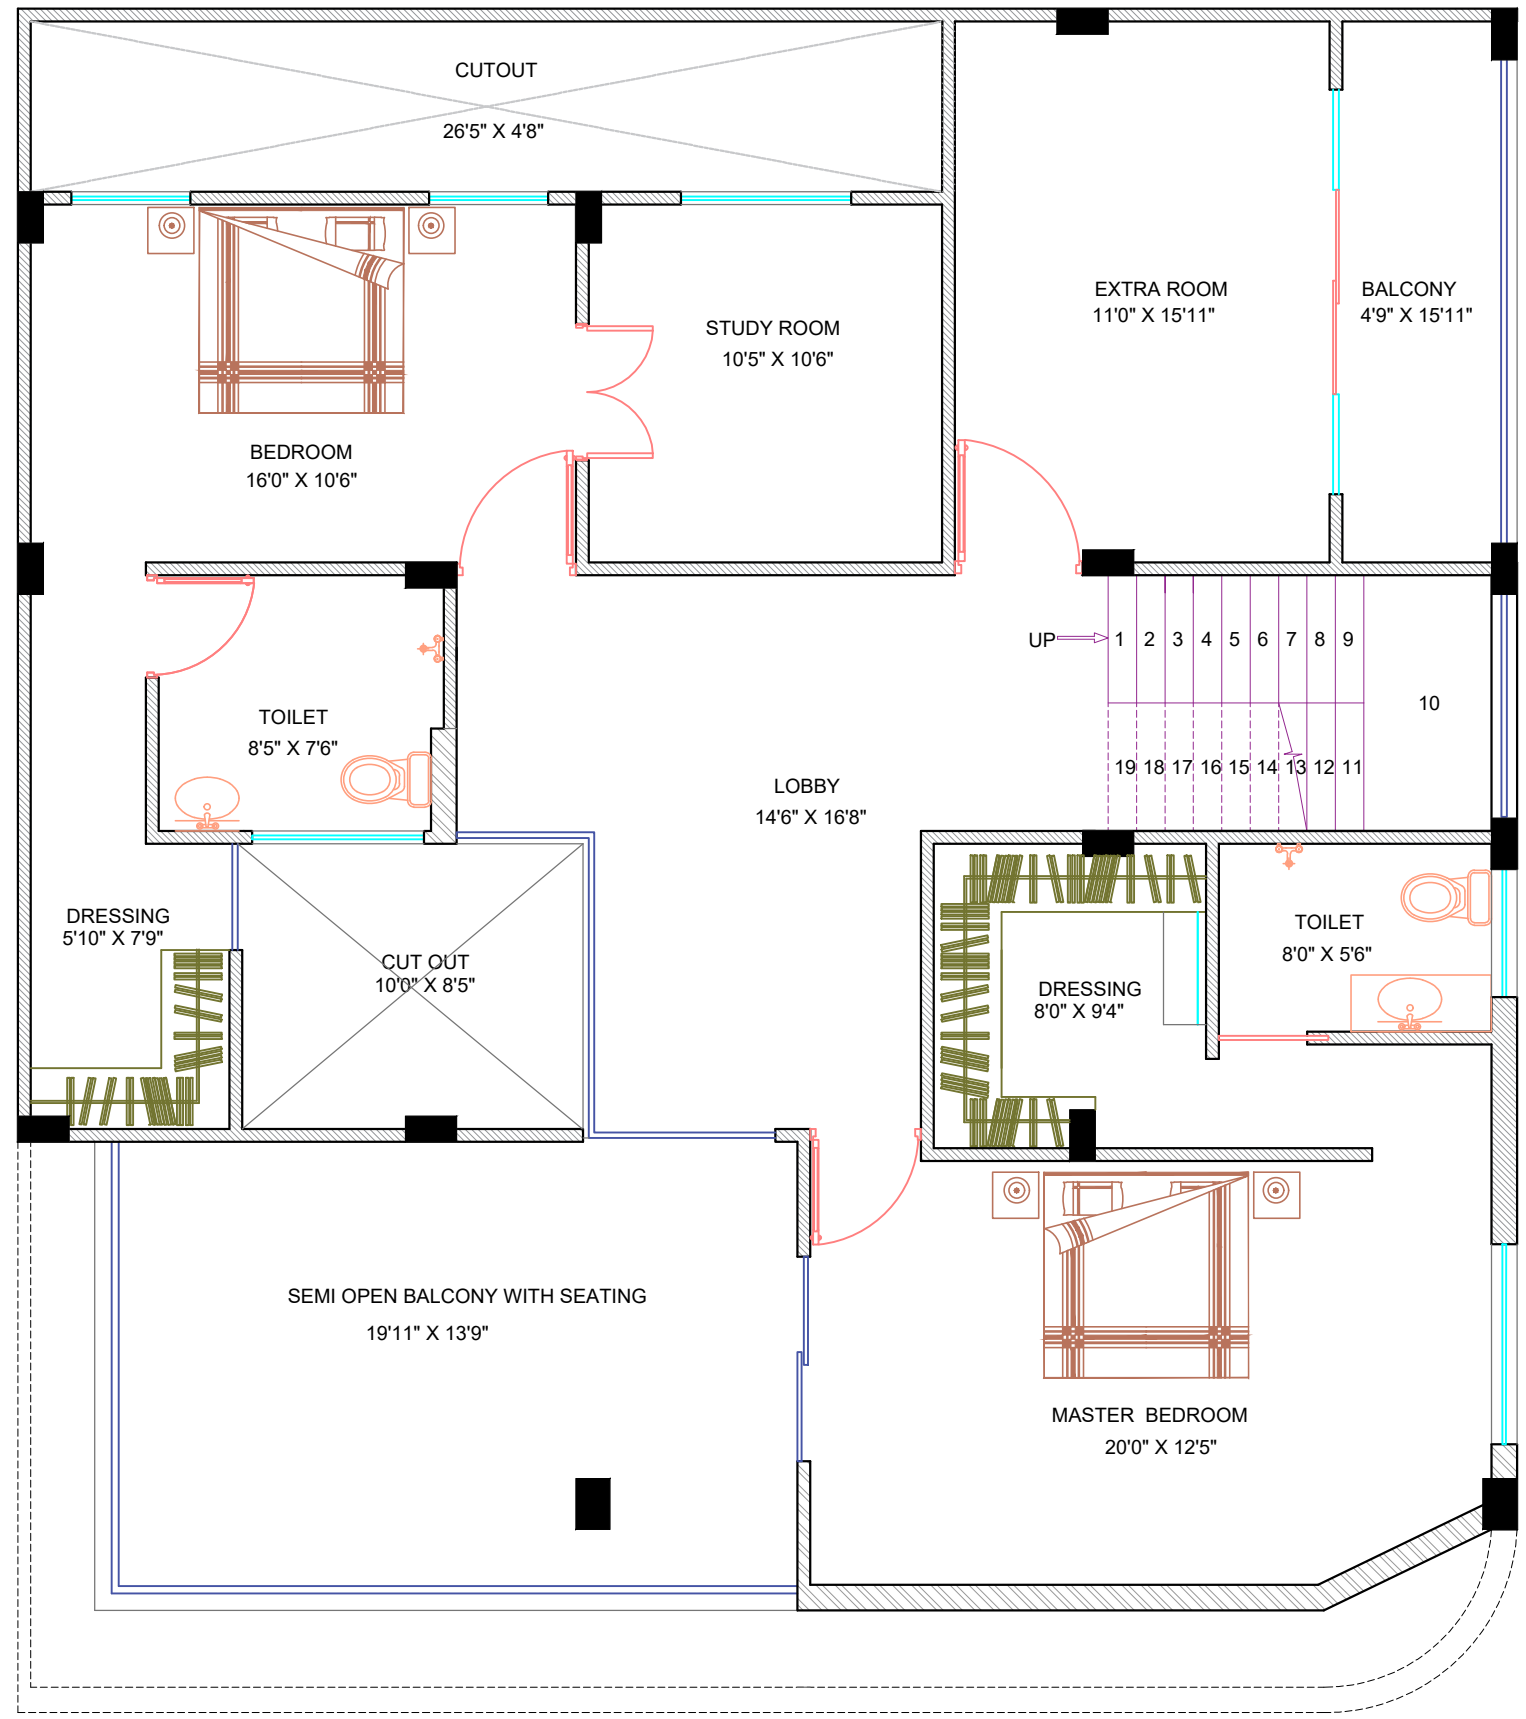 CUTOUT
26'5" X 4'8"
EXTRA ROOM
11'0" X 15'11"
BALCONY
4'9" X 15'11"
STUDY ROOM
10'5" X 10'6"
BEDROOM
16'0" X 10'6"
UP
1 2 3 4 5 6 7 8 9
10
19 18 17 16 15 14 13 12 11
TOILET
8'5" X 7'6"
LOBBY
14'6" X 16'8"
DRESSING
5'10" X 7'9"
CUT OUT
10'0" X 8'5"
TOILET
8'0" X 5'6"
DRESSING
8'0" X 9'4"
SEMI OPEN BALCONY WITH SEATING
19'11" X 13'9"
MASTER BEDROOM
20'0" X 12'5"